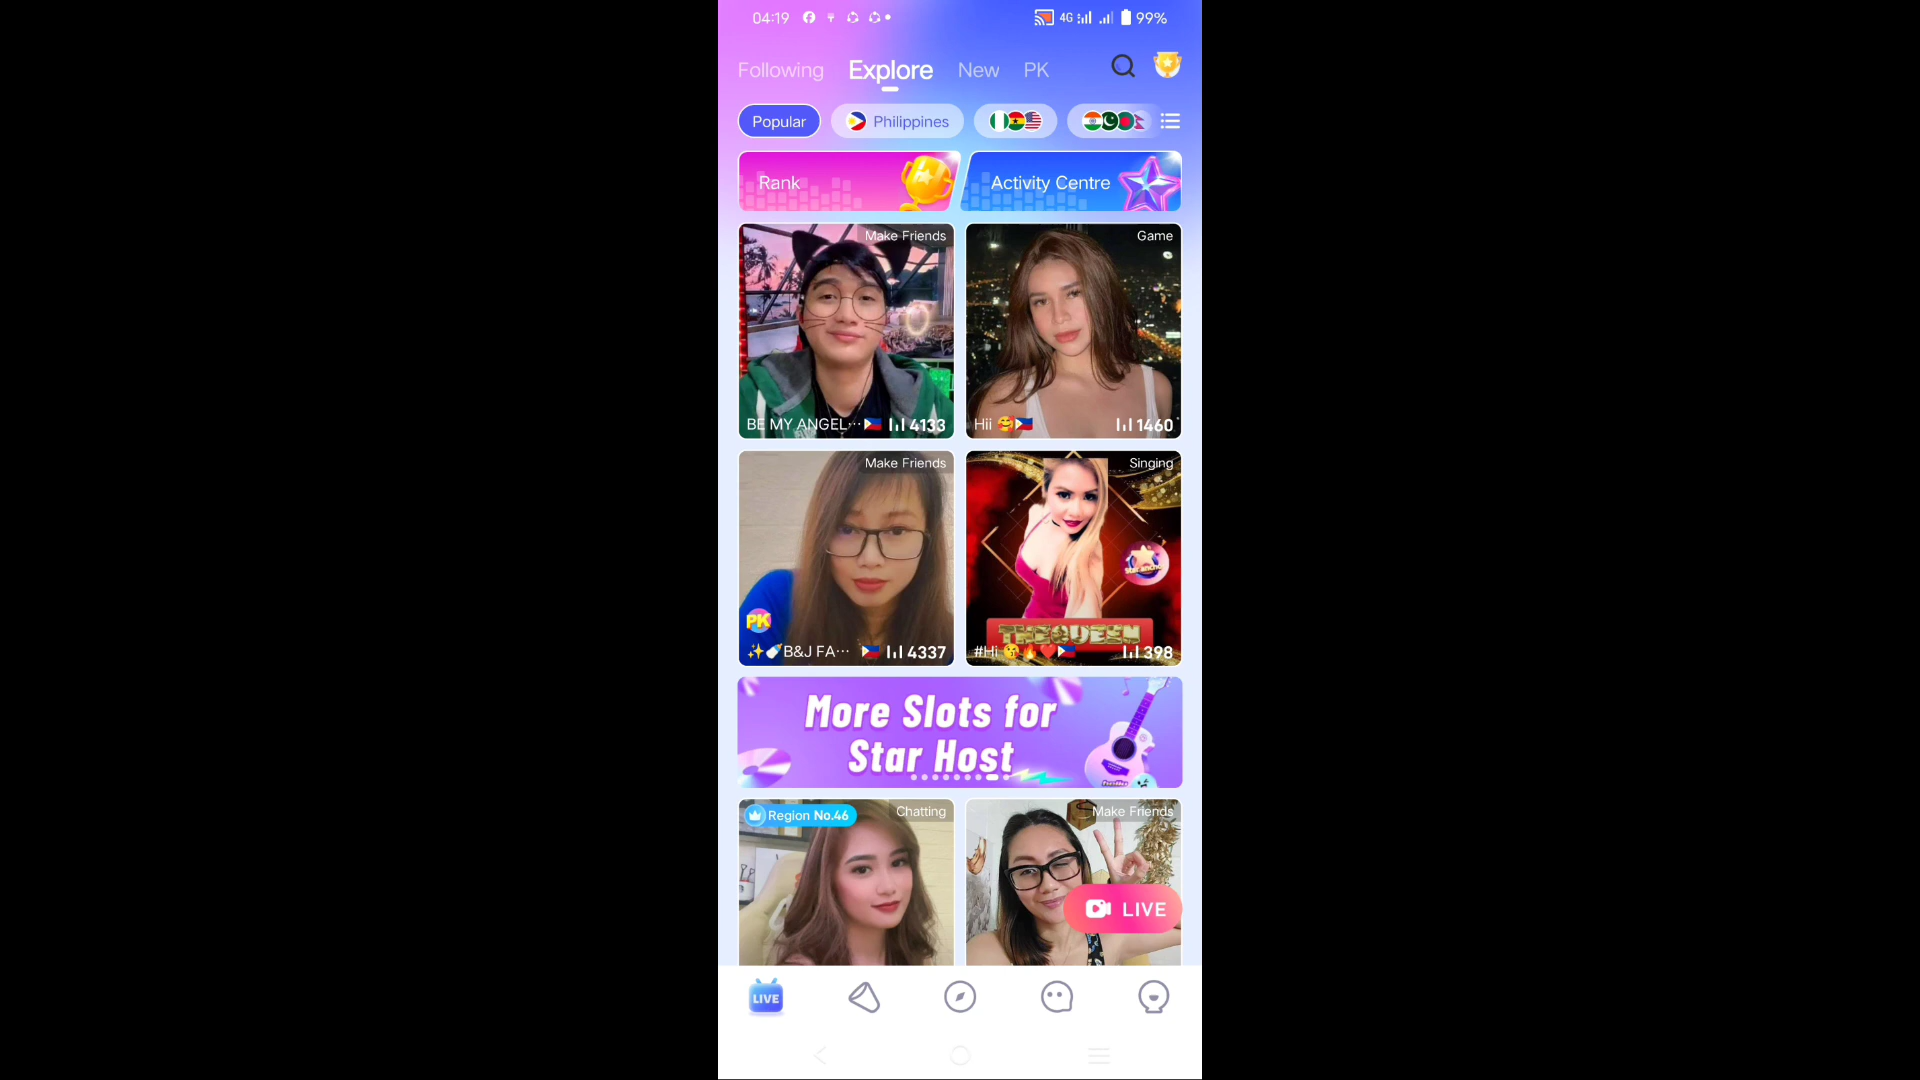 04:19 4G 99%
Following Explore New PK
Popular Philippines
Rank Activity Centre
Make Friends
BE MY ANGEL··· 4133
Game
Hii 🥰 1460
Make Friends
PK
✨🍼B&J FA··· 4337
Singing
THE QUEEN
#Hi 😘🔥❤️ 398
More Slots for
Star Host
Region No.46 Chatting
Make Friends
LIVE
LIVE